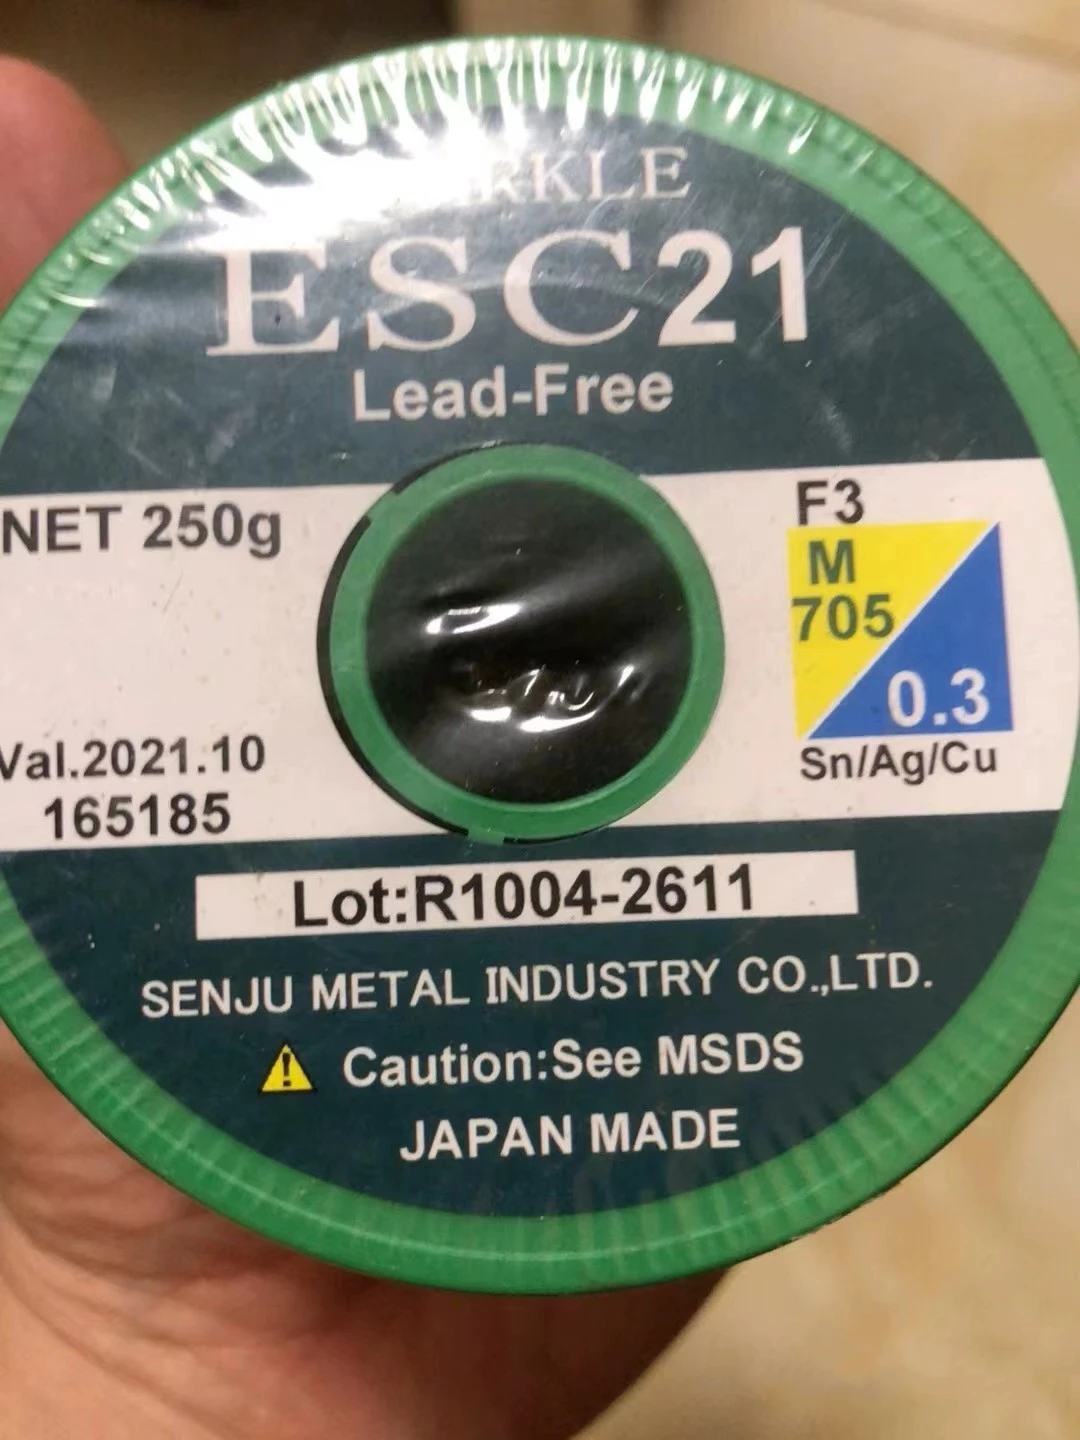 ESC21
Lead-Free
NET 250g
F3
M
705
0.3
Sn/Ag/Cu
Val.2021.10
165185
Lot:R1004-2611
SENJU METAL INDUSTRY CO.,LTD.
Caution:See MSDS
JAPAN MADE